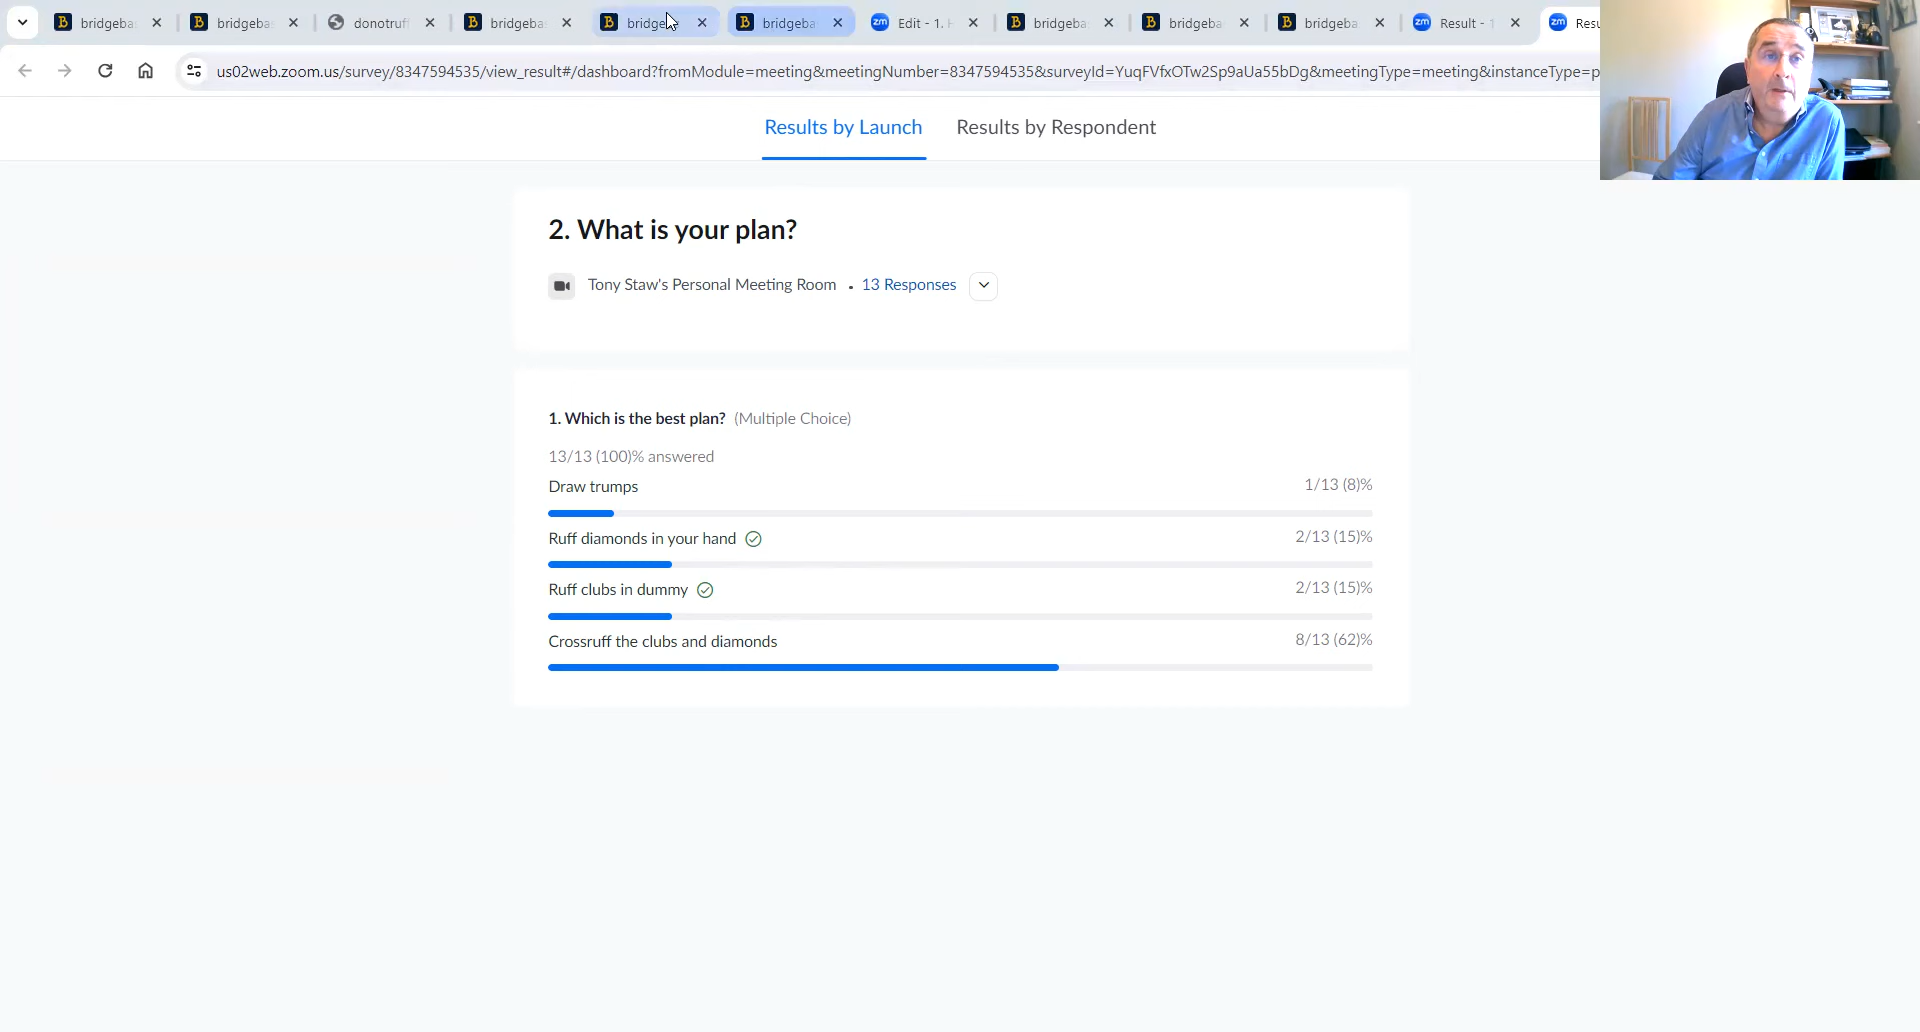 bridgeba
bridgeba
donotruff
bridgeba
bridge
bridgeba
Edit - 1. H
bridgeba
bridgeba
bridgeba
Result - 1
Resu
us02web.zoom.us/survey/8347594535/view_result#/dashboard?fromModule=meeting&meetingNumber=8347594535&surveyId=YuqFVfxOTw2Sp9aUa55bDg&meetingType=meeting&instanceType=p
Results by Launch Results by Respondent
2. What is your plan?
Tony Staw's Personal Meeting Room . 13 Responses
1. Which is the best plan? (Multiple Choice)
13/13 (100)% answered
Draw trumps 1/13 (8)%
Ruff diamonds in your hand 2/13 (15)%
Ruff clubs in dummy 2/13 (15)%
Crossruff the clubs and diamonds 8/13 (62)%